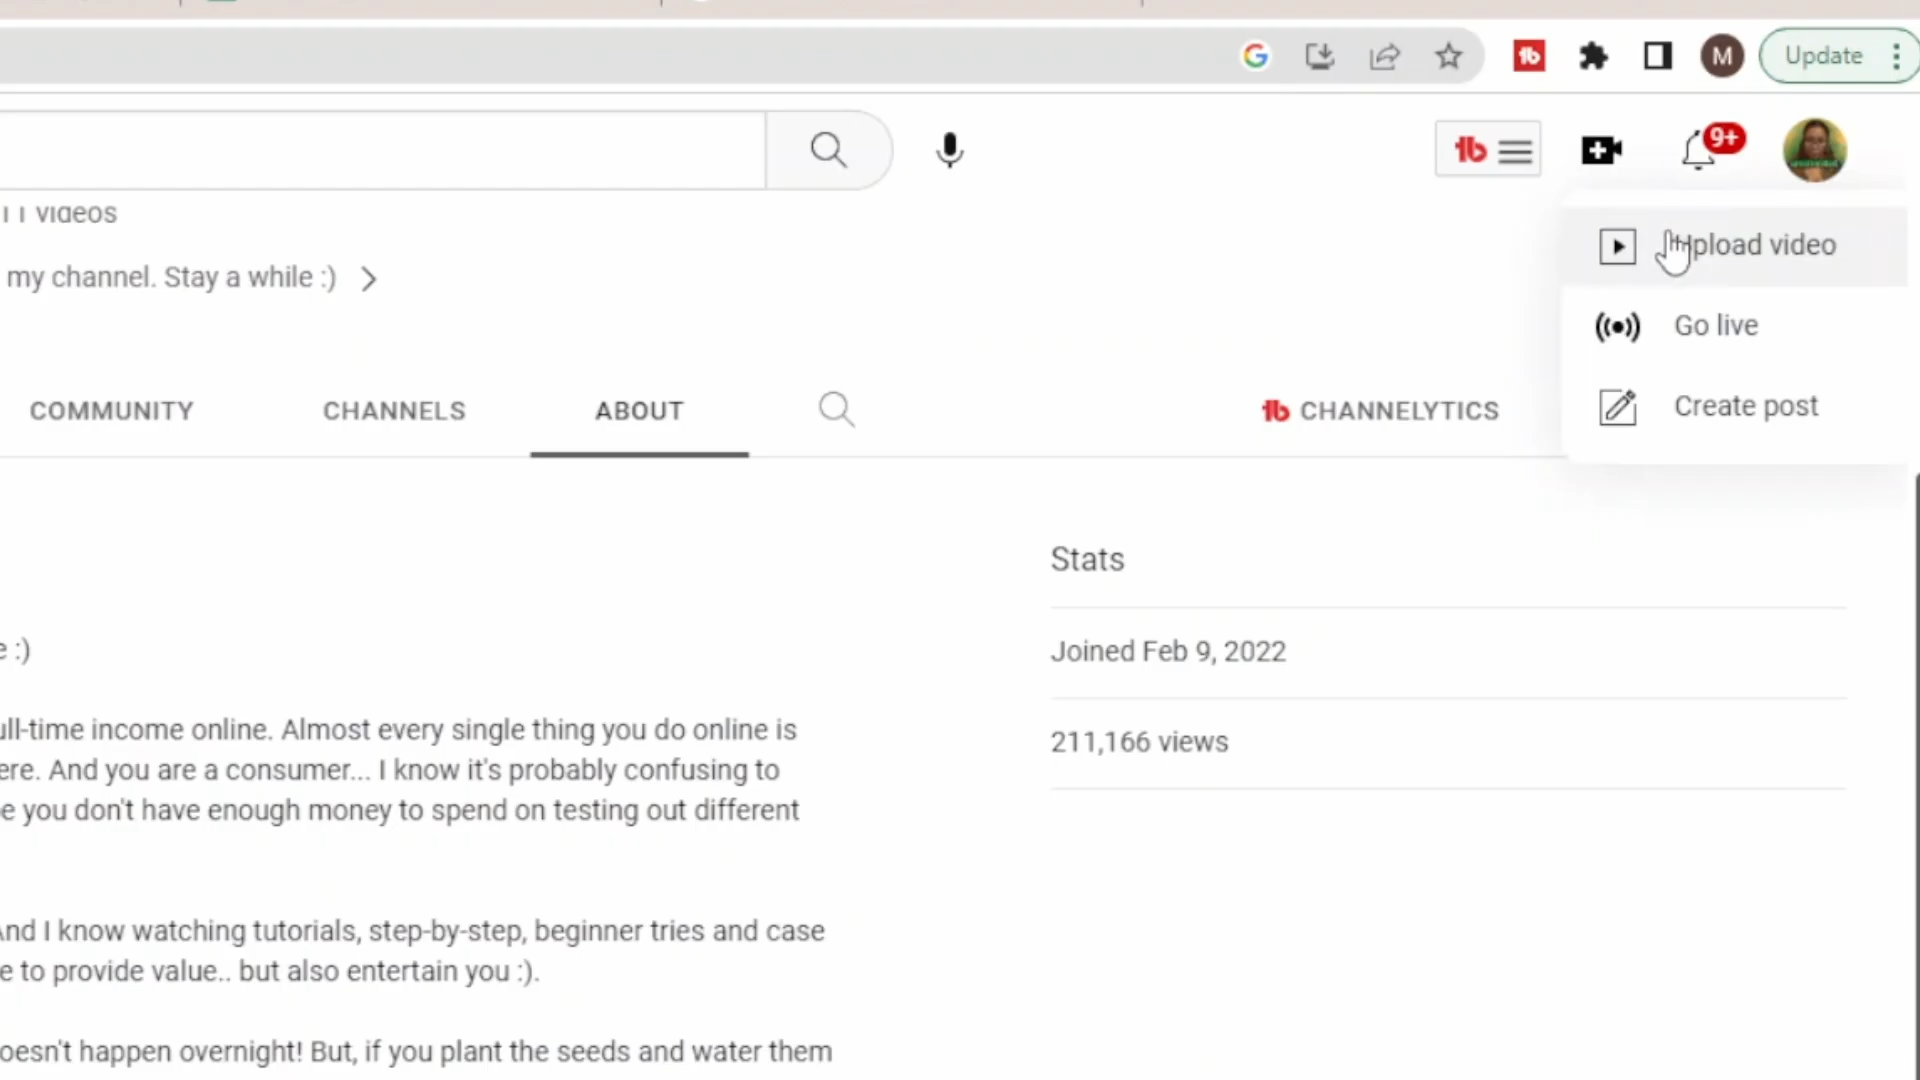 M
Update
9+
videos
my channel. Stay a while :)
Upload video
Go live
Create post
COMMUNITY
CHANNELS
ABOUT
CHANNELYTICS
Stats
:)
Joined Feb 9, 2022
ull-time income online. Almost every single thing you do online is
ere. And you are a consumer... I know it's probably confusing to
211,166 views
e you don't have enough money to spend on testing out different
And I know watching tutorials, step-by-step, beginner tries and case
e to provide value.. but also entertain you :).
oesn't happen overnight! But, if you plant the seeds and water them